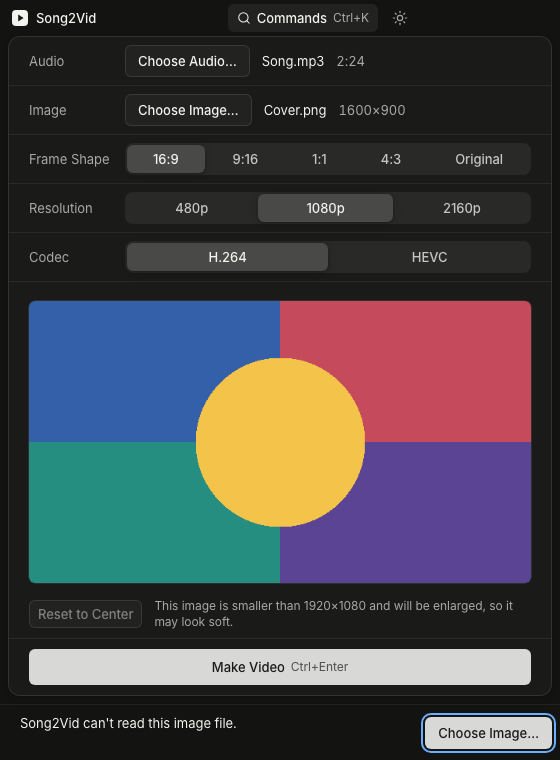 Song2Vid
Commands Ctrl+K
Audio Choose Audio... Song.mp3 2:24
Image Choose Image... Cover.png 1600×900
Frame Shape 16:9 9:16 1:1 4:3 Original
Resolution 480p 1080p 2160p
Codec H.264 HEVC
Reset to Center
This image is smaller than 1920×1080 and will be enlarged, so it
may look soft.
Make Video Ctrl+Enter
Song2Vid can't read this image file.
Choose Image...